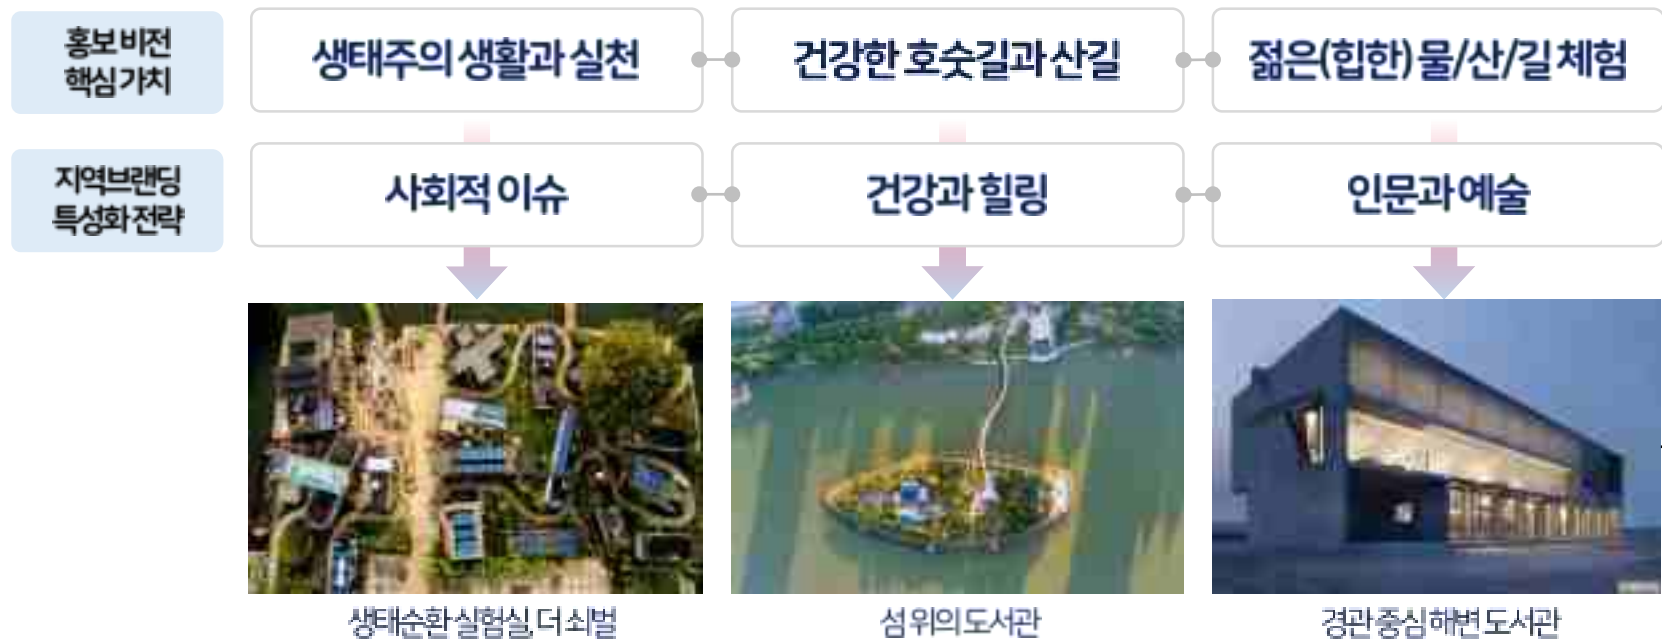 홍보 비전
핵심 가치
생태주의 생활과 실천
건강한 호숫길과 산길
젊은(힙한) 물/산/길 체험
지역브랜딩
특성화 전략
사회적 이슈
건강과 힐링
인문과 예술
생태순환 실험실, 더 쇠벌
섬 위의 도서관
경관 중심 해변 도서관